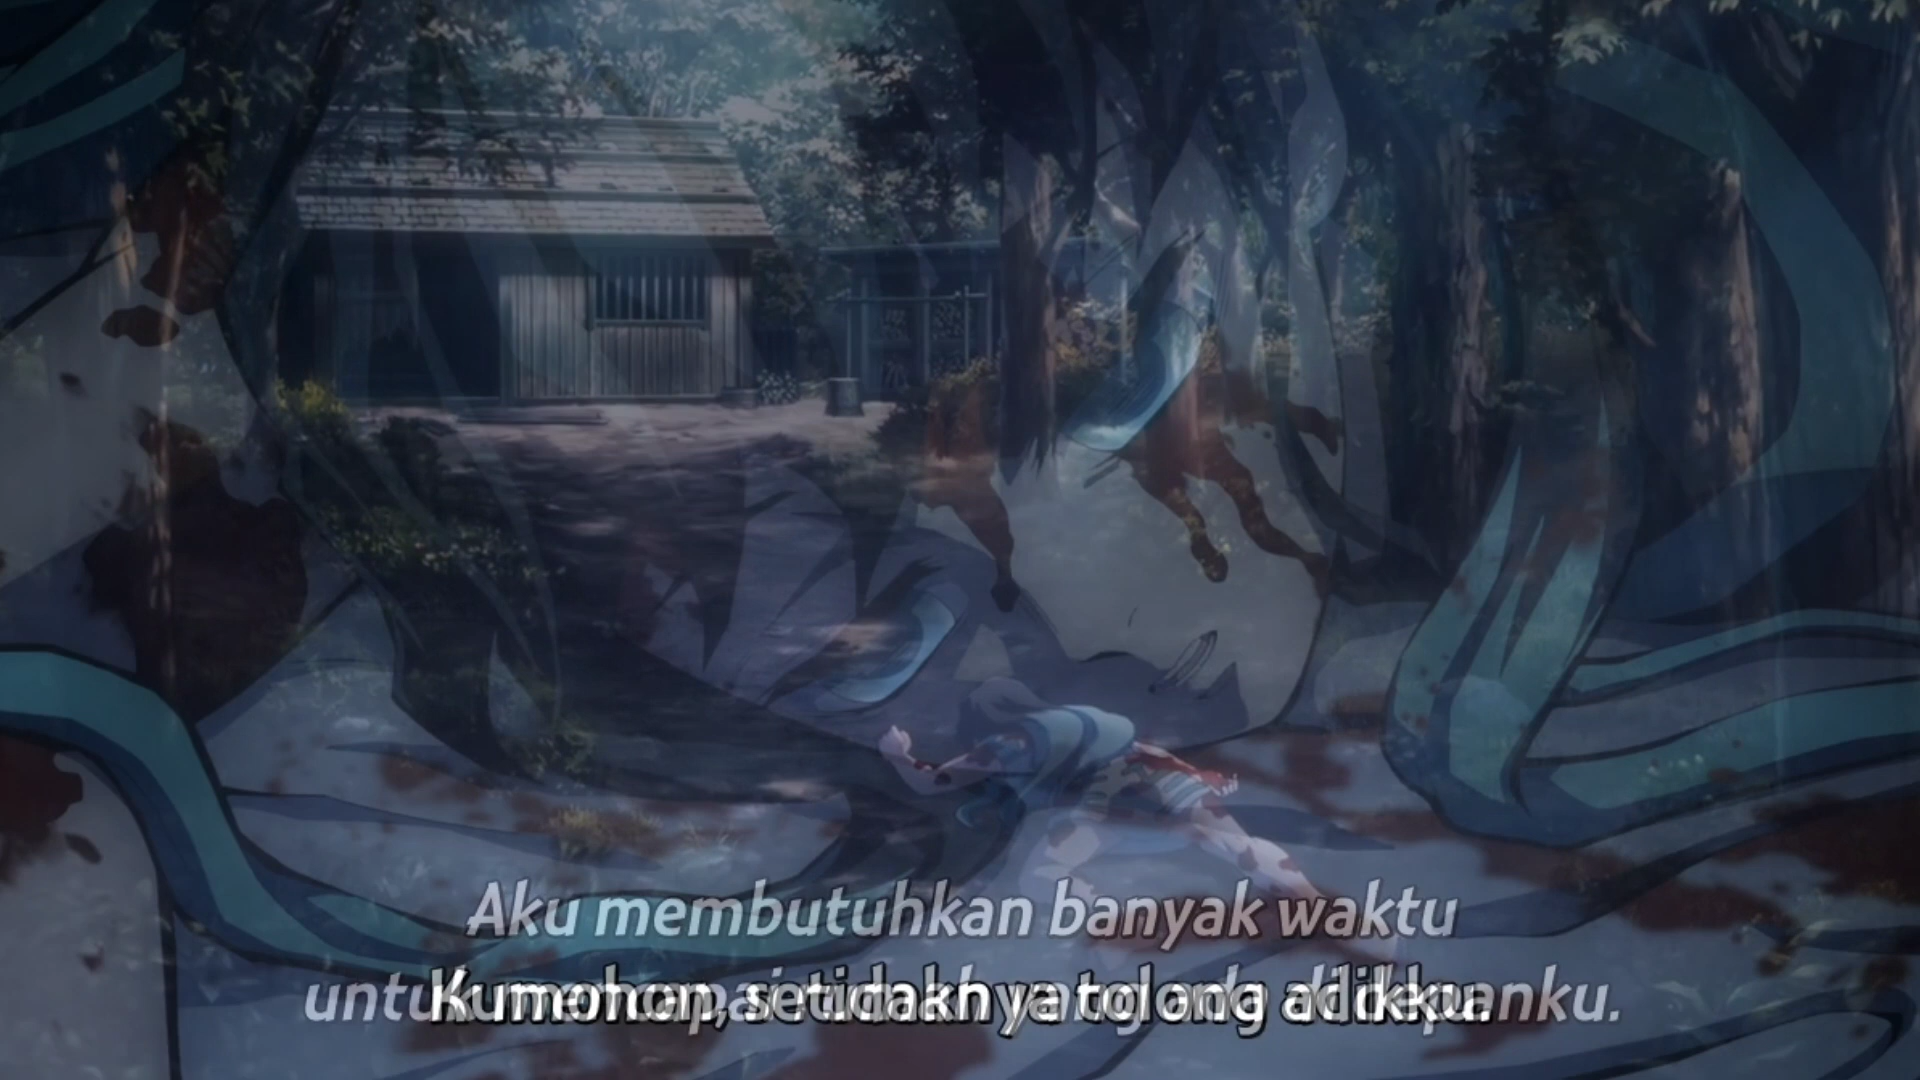 Aku membutuhkan banyak waktu
Kumohon, setidaknya tolong adikku.